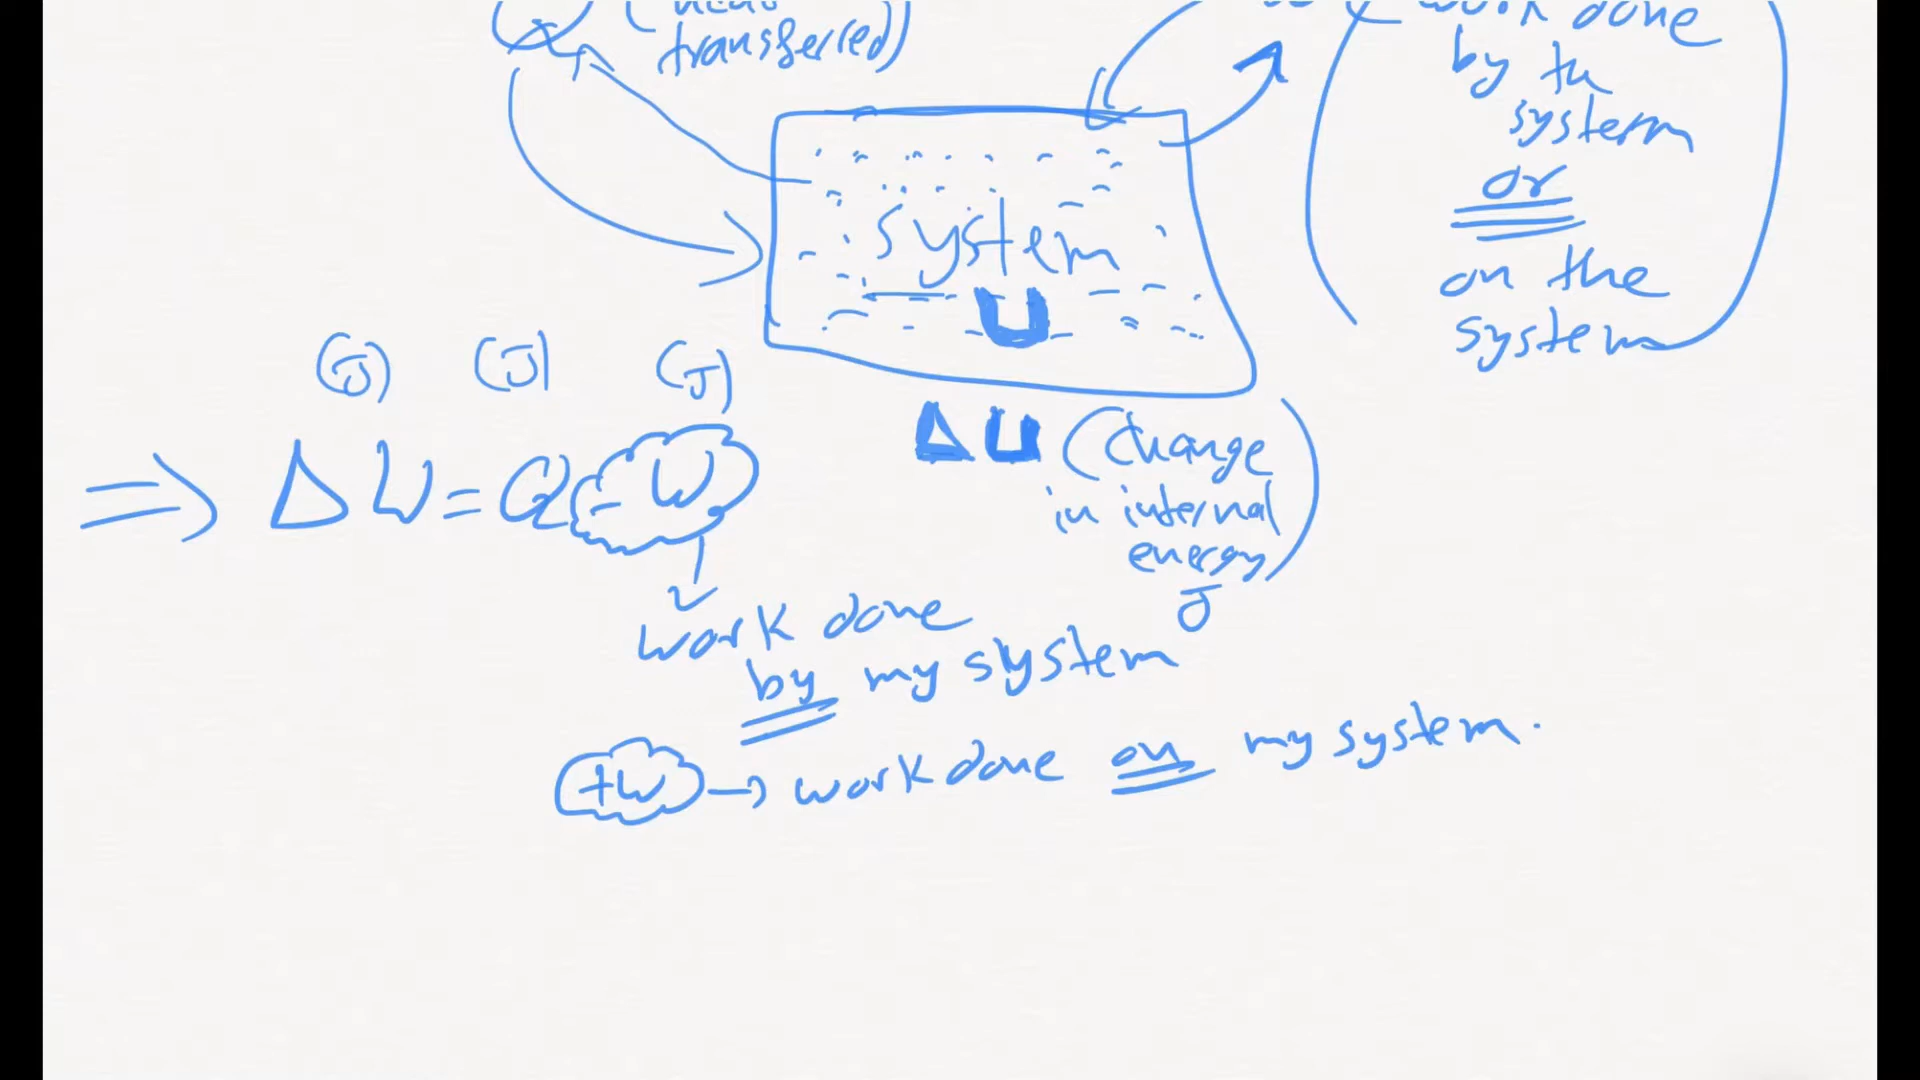 Q (heat
transferred)
work done
by the
system
or
on the
system
system
U
(J) (J) (J)
⇒ ΔU = Q - W
ΔU (change
in internal
energy)
J
work done
by my system
+W → work done on my system.